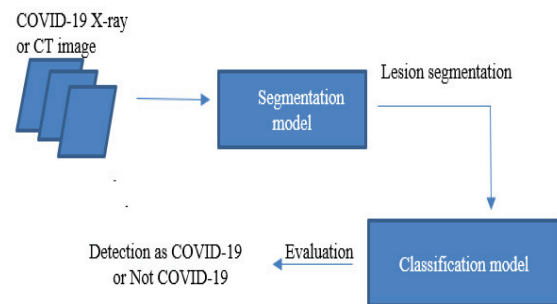 COVID-19 X-ray
or CT image
Segmentation
model
Lesion segmentation
Classification model
Evaluation
Detection as COVID-19
or Not COVID-19